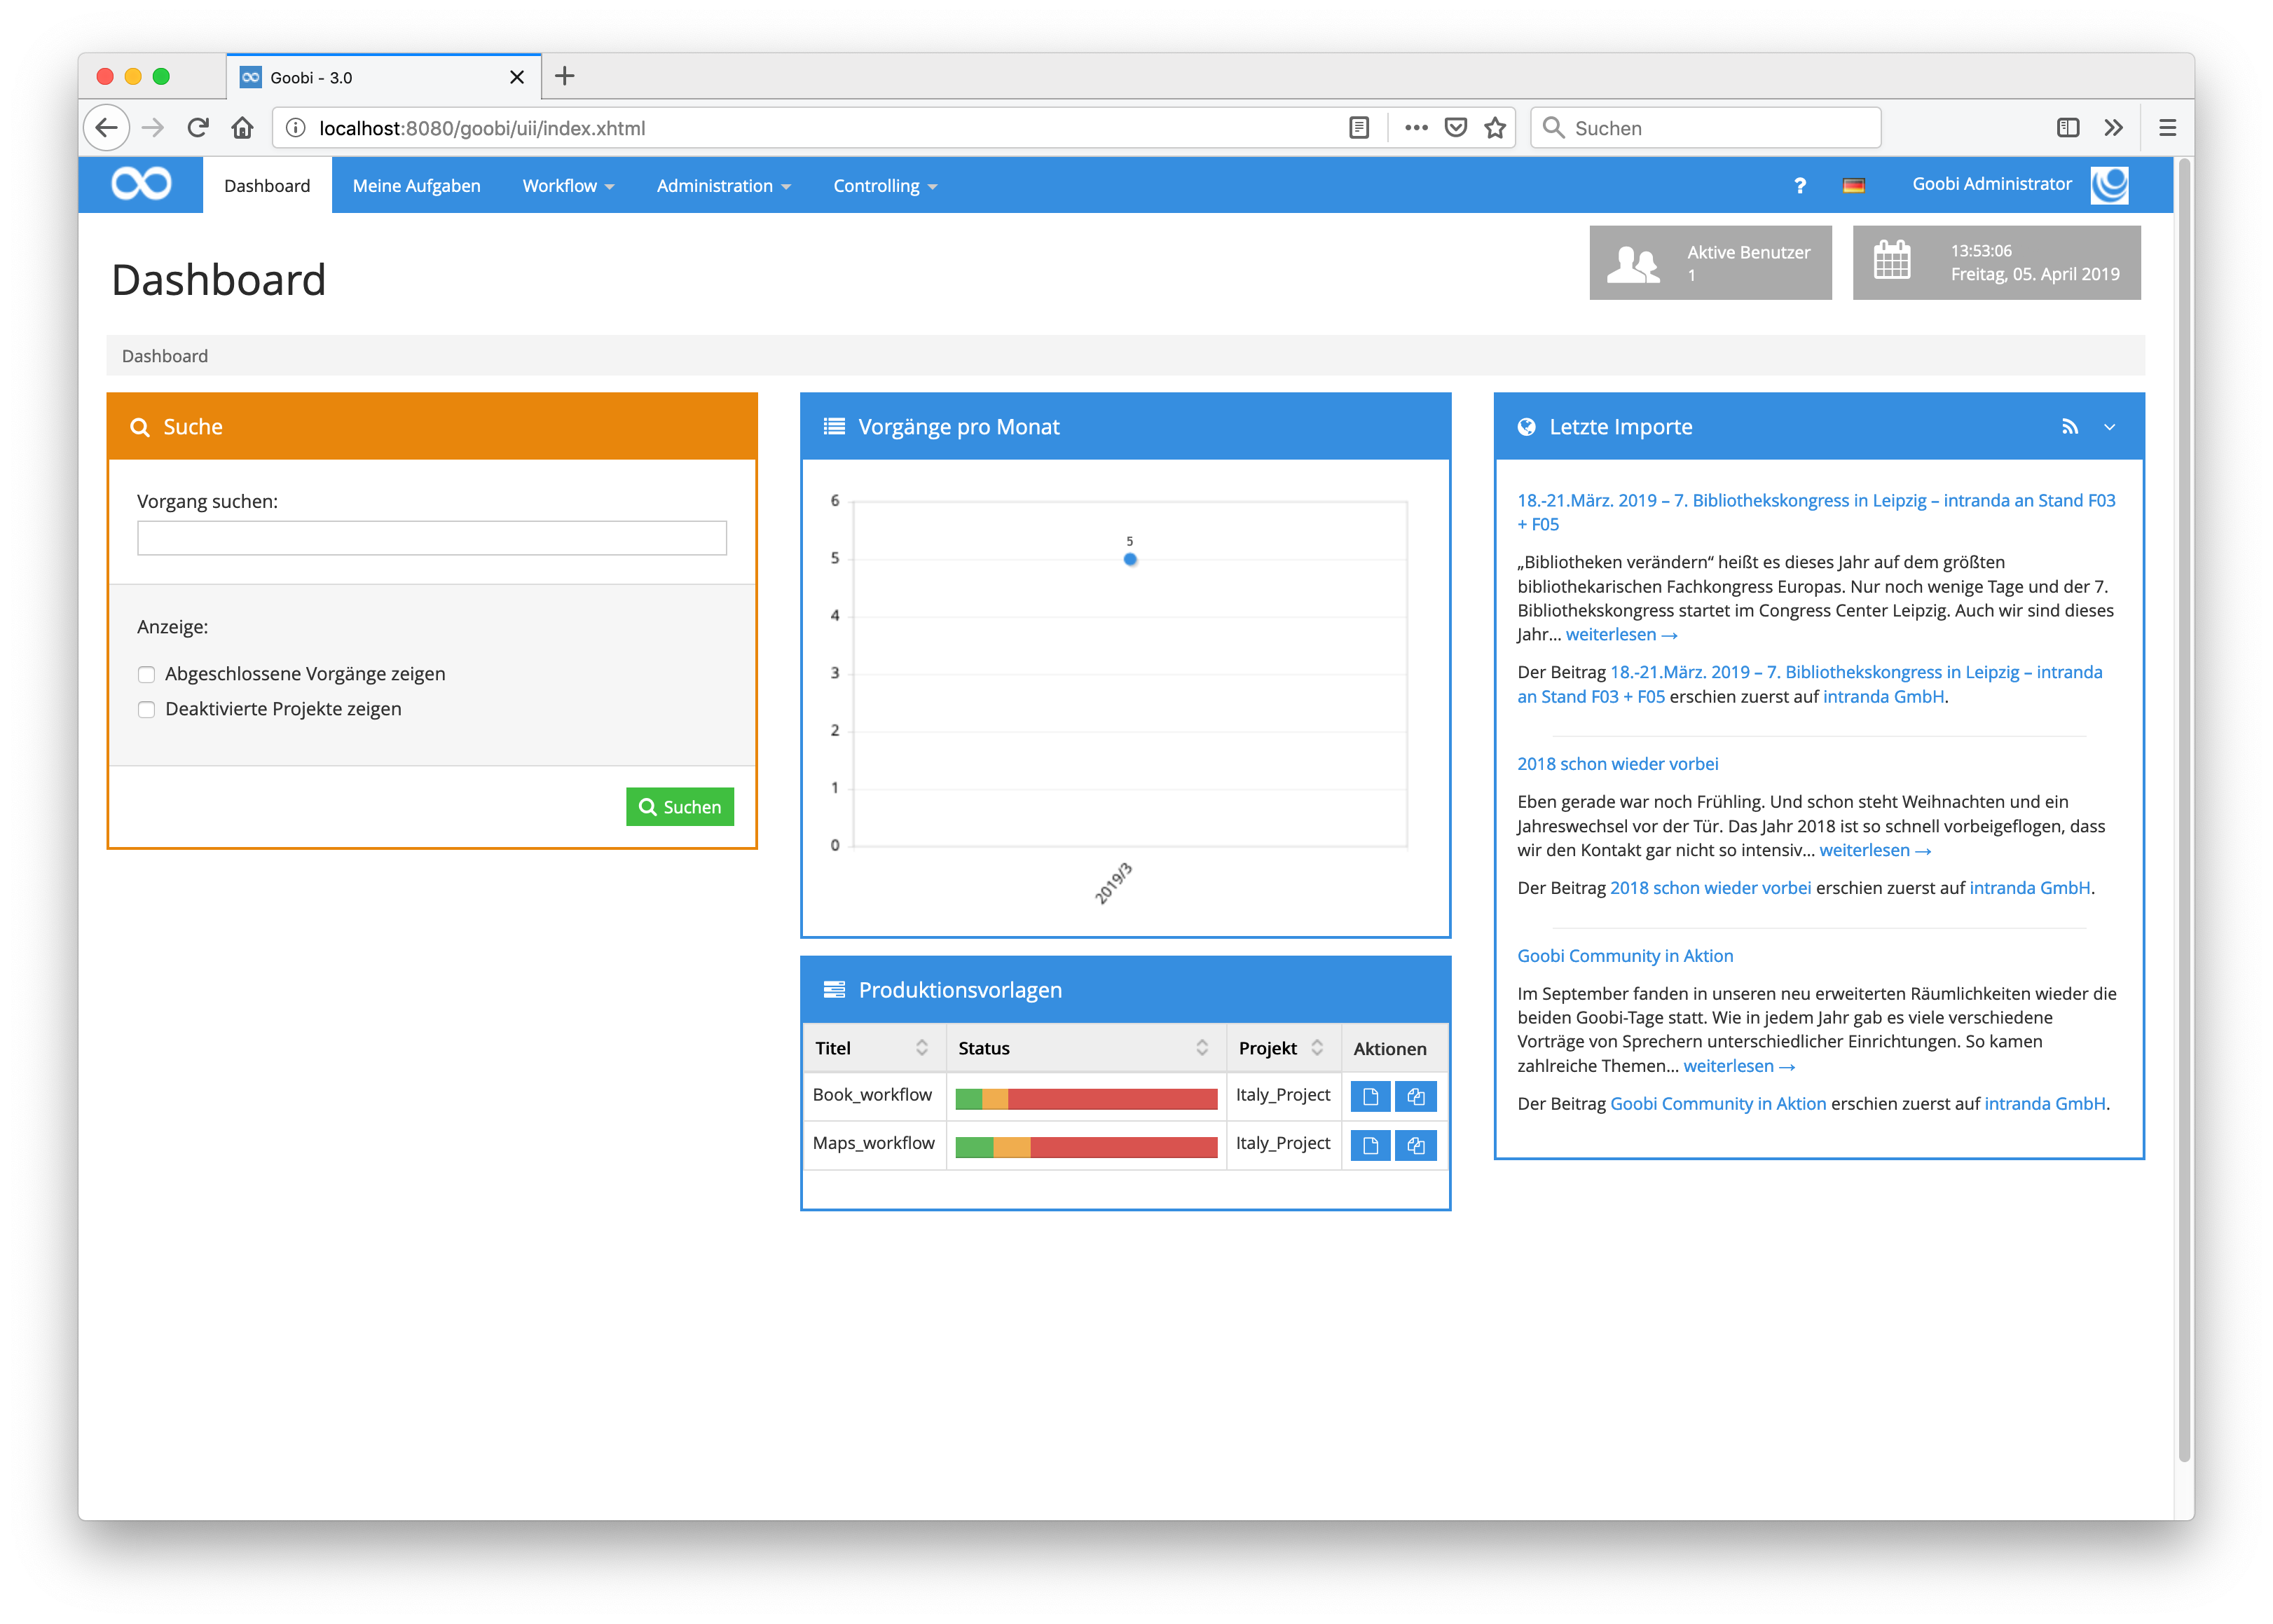 Goobi - 3.0
localhost:8080/goobi/uii/index.xhtml
Suchen
Dashboard
Meine Aufgaben
Workflow
Administration
Controlling
?
Goobi Administrator
Dashboard
Aktive Benutzer
1
13:53:06
Freitag, 05. April 2019
Dashboard
Suche
Vorgang suchen:
Anzeige:
Abgeschlossene Vorgänge zeigen
Deaktivierte Projekte zeigen
Suchen
Vorgänge pro Monat
6
5
4
3
2
1
0
5
2019/3
Produktionsvorlagen
Titel Status Projekt Aktionen
Book_workflow Italy_Project
Maps_workflow Italy_Project
Letzte Importe
18.-21.März. 2019 – 7. Bibliothekskongress in Leipzig – intranda an Stand F03
+ F05
„Bibliotheken verändern“ heißt es dieses Jahr auf dem größten
bibliothekarischen Fachkongress Europas. Nur noch wenige Tage und der 7.
Bibliothekskongress startet im Congress Center Leipzig. Auch wir sind dieses
Jahr... weiterlesen →
Der Beitrag 18.-21.März. 2019 – 7. Bibliothekskongress in Leipzig – intranda
an Stand F03 + F05 erschien zuerst auf intranda GmbH.
2018 schon wieder vorbei
Eben gerade war noch Frühling. Und schon steht Weihnachten und ein
Jahreswechsel vor der Tür. Das Jahr 2018 ist so schnell vorbeigeflogen, dass
wir den Kontakt gar nicht so intensiv... weiterlesen →
Der Beitrag 2018 schon wieder vorbei erschien zuerst auf intranda GmbH.
Goobi Community in Aktion
Im September fanden in unseren neu erweiterten Räumlichkeiten wieder die
beiden Goobi-Tage statt. Wie in jedem Jahr gab es viele verschiedene
Vorträge von Sprechern unterschiedlicher Einrichtungen. So kamen
zahlreiche Themen... weiterlesen →
Der Beitrag Goobi Community in Aktion erschien zuerst auf intranda GmbH.